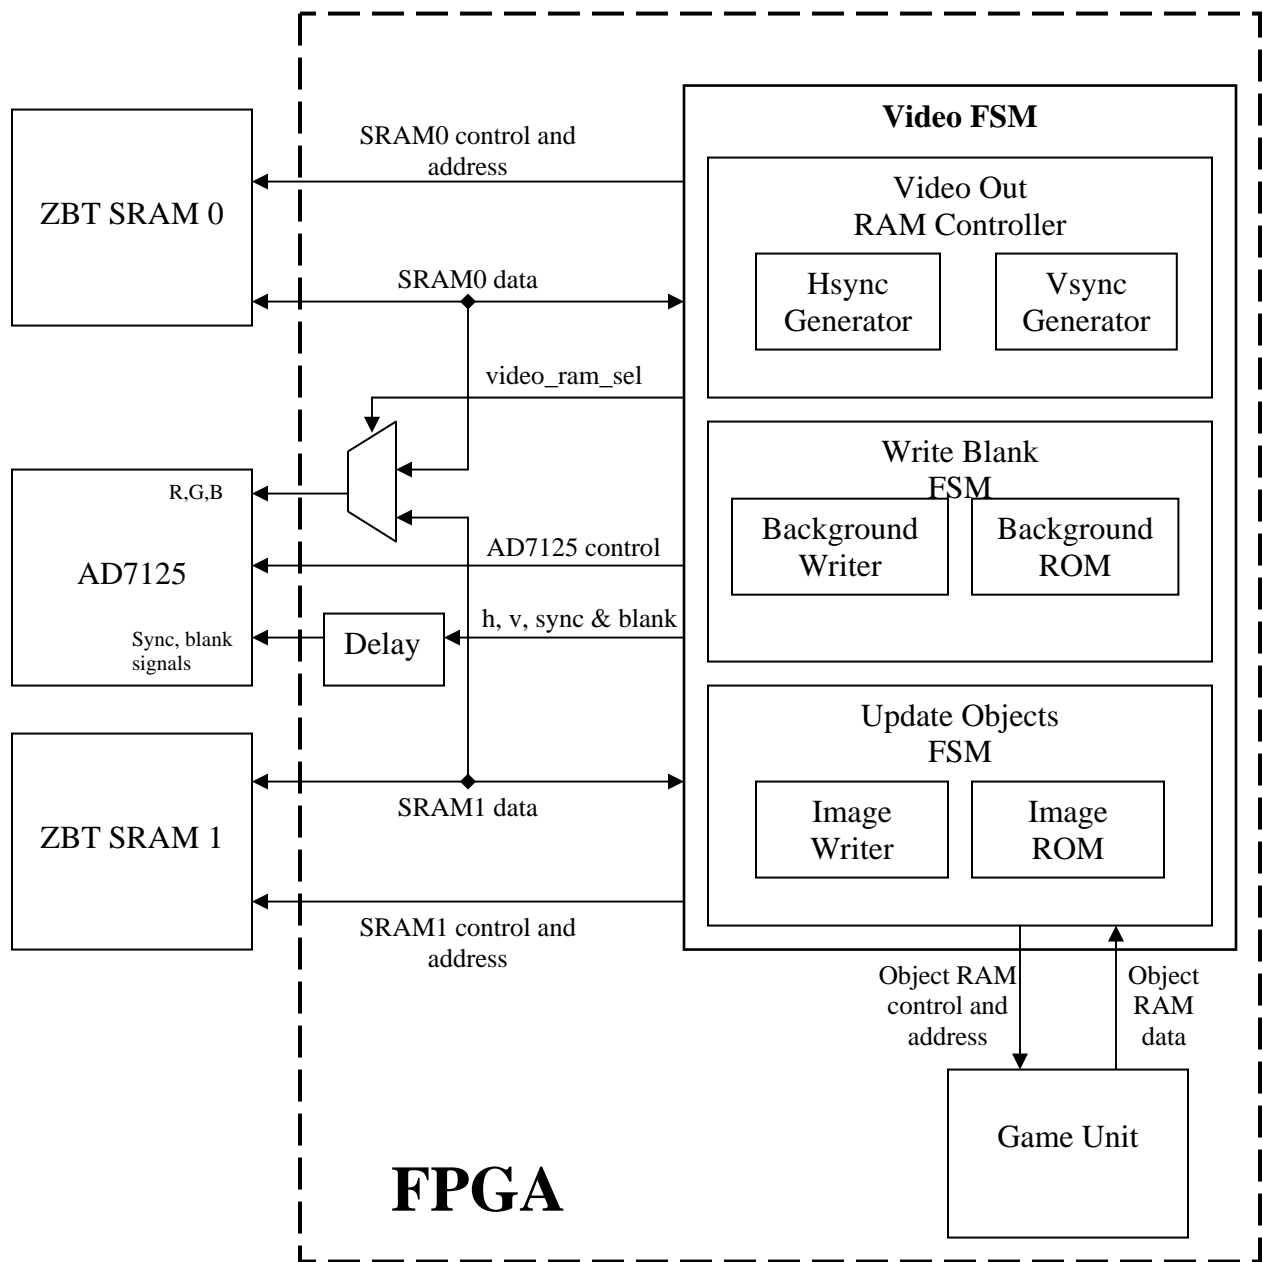 Video FSM
SRAM0 control and
address
ZBT SRAM 0
Video Out
RAM Controller
Hsync
Generator
Vsync
Generator
SRAM0 data
video_ram_sel
Write Blank
FSM
Background
Writer
Background
ROM
R,G,B
AD7125 control
AD7125
h, v, sync & blank
Sync, blank
signals
Delay
Update Objects
FSM
Image
Writer
Image
ROM
SRAM1 data
ZBT SRAM 1
SRAM1 control and
address
Object RAM
control and
address
Object
RAM
data
Game Unit
FPGA